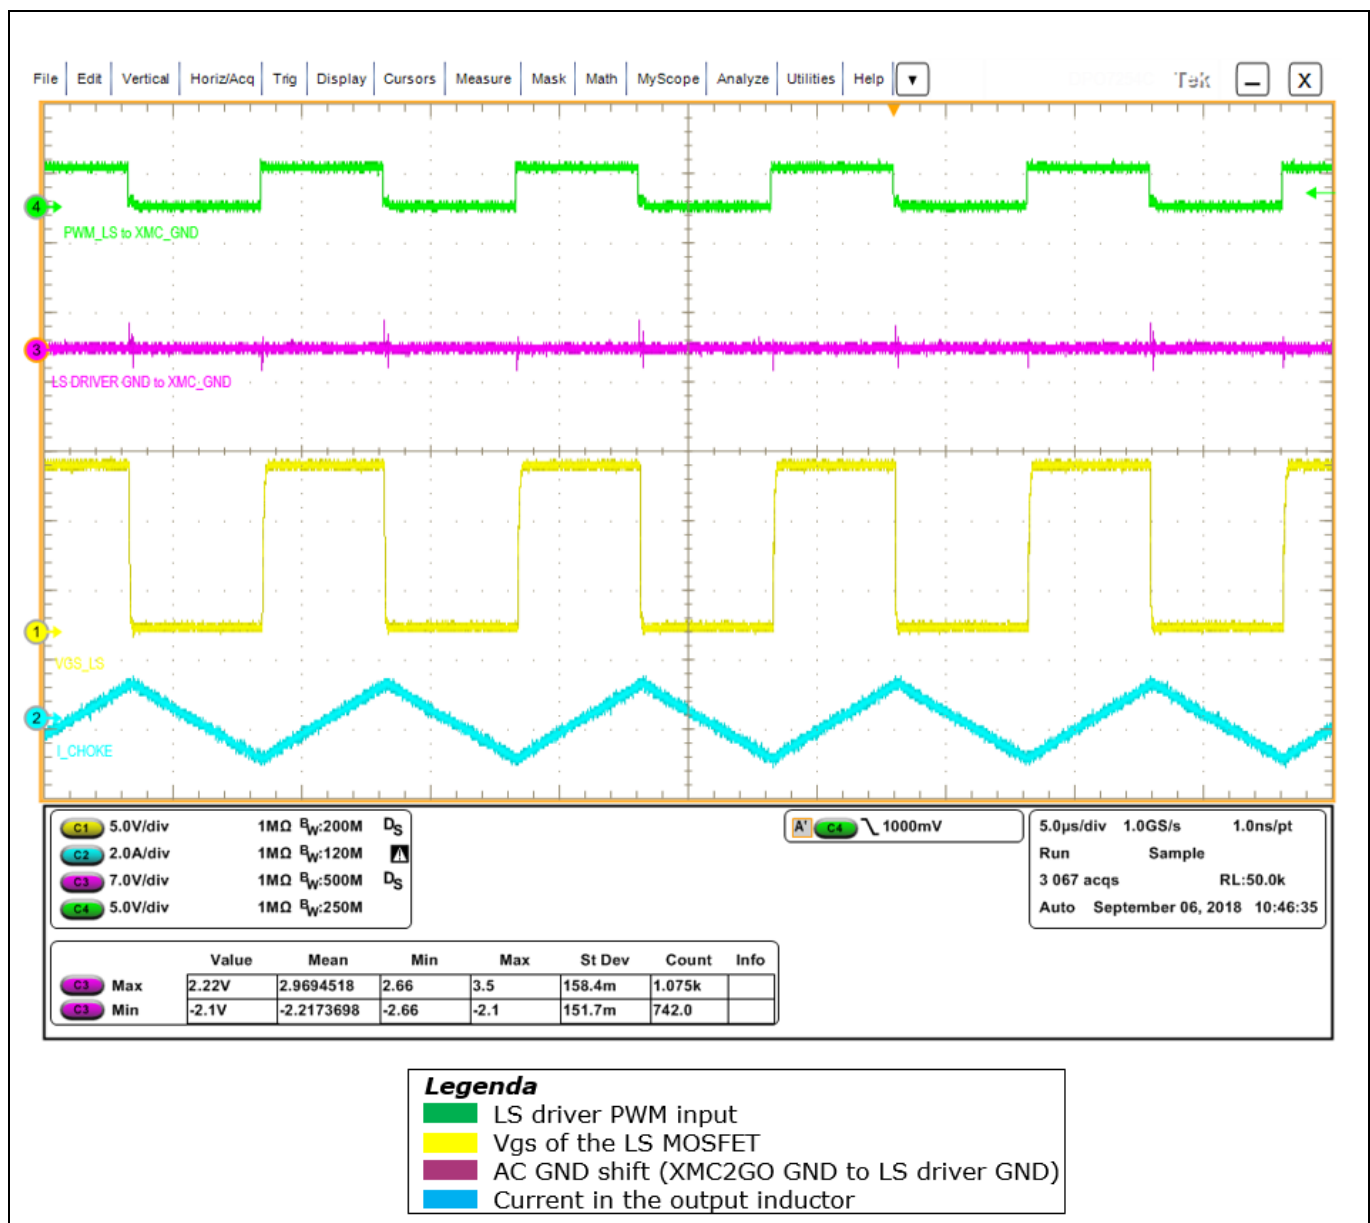 File Edit Vertical Horiz/Acq Trig Display Cursors Measure Mask Math MyScope Analyze Utilities Help Tek X
4
PWM_LS to XMC_GND
3
LS DRIVER GND to XMC_GND
1
VGS_LS
2
I_CHOKE
C1 5.0V/div 1MΩ BW:200M DS
C2 2.0A/div 1MΩ BW:120M
C3 7.0V/div 1MΩ BW:500M DS
C4 5.0V/div 1MΩ BW:250M
A' C4 1000mV
5.0µs/div 1.0GS/s 1.0ns/pt
Run Sample
3 067 acqs RL:50.0k
Auto September 06, 2018 10:46:35
Value Mean Min Max St Dev Count Info
C3 Max 2.22V 2.9694518 2.66 3.5 158.4m 1.075k
C3 Min -2.1V -2.2173698 -2.66 -2.1 151.7m 742.0
Legenda
LS driver PWM input
Vgs of the LS MOSFET
AC GND shift (XMC2GO GND to LS driver GND)
Current in the output inductor